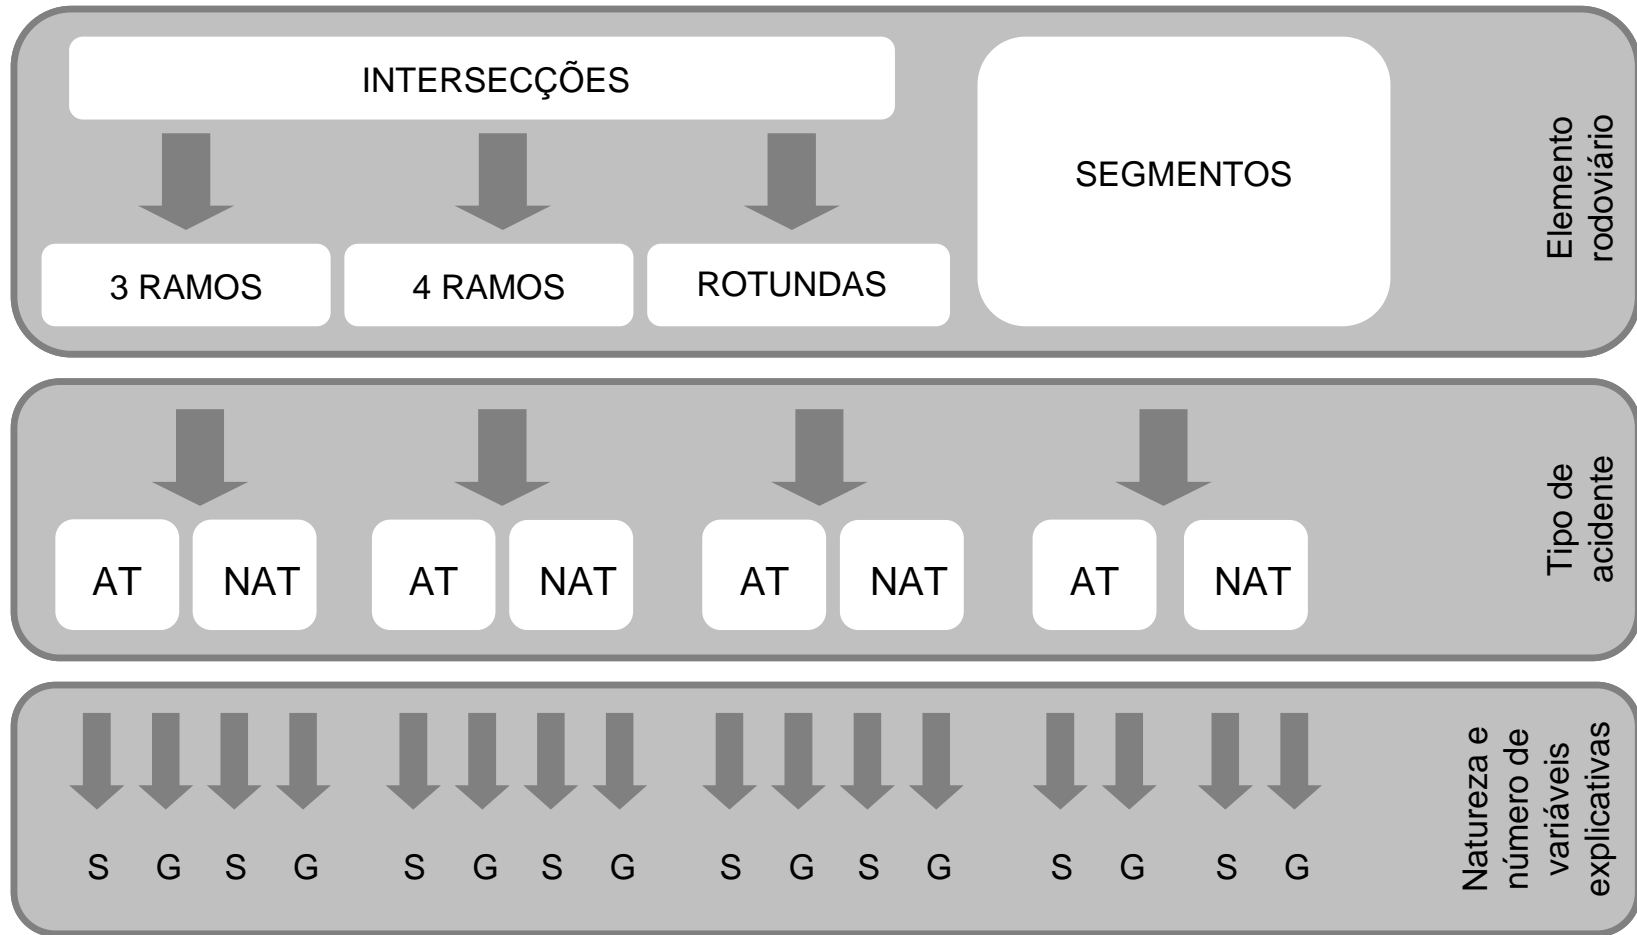 INTERSECÇÕES
SEGMENTOS
3 RAMOS
4 RAMOS
ROTUNDAS
Elemento
rodoviário
AT
NAT
AT
NAT
AT
NAT
AT
NAT
Tipo de
acidente
S G S G S G S G S G S G S G S G
Natureza e
número de
variáveis
explicativas